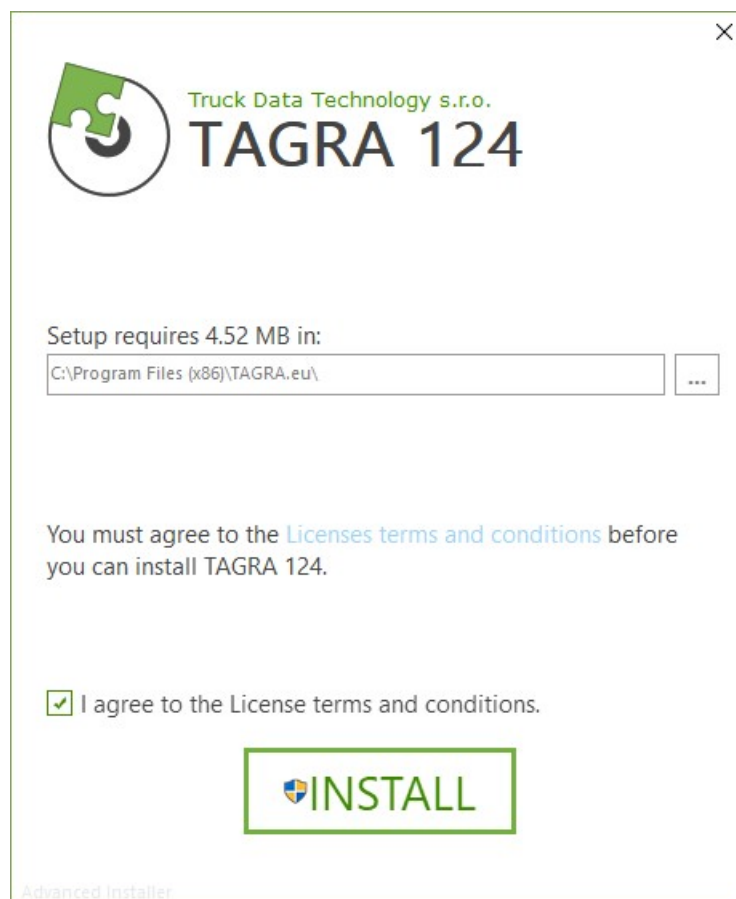 Truck Data Technology s.r.o.
TAGRA 124
Setup requires 4.52 MB in:
C:\Program Files (x86)\TAGRA.eu\
...
You must agree to the Licenses terms and conditions before
you can install TAGRA 124.
I agree to the License terms and conditions.
INSTALL
Advanced Installer